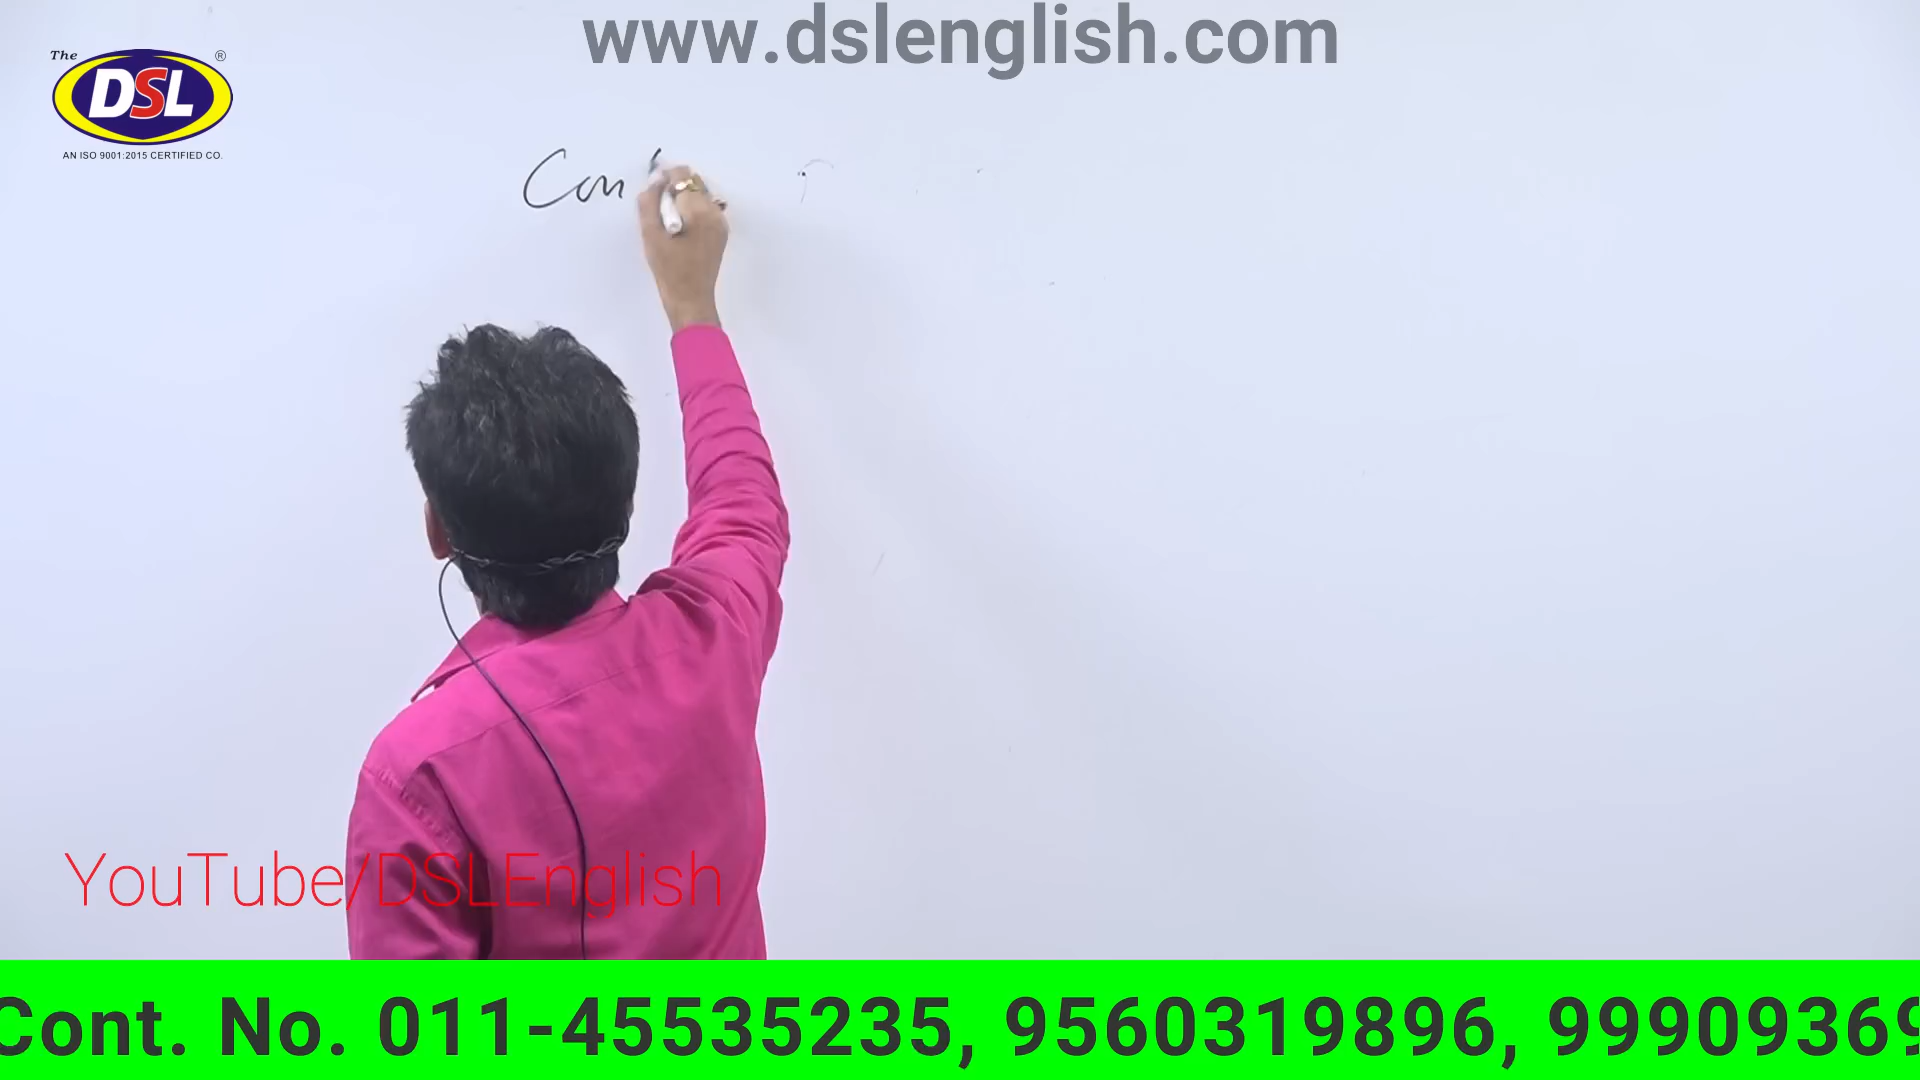 www.dslenglish.com
The
®
DSL
AN ISO 9001:2015 CERTIFIED CO.
Con
YouTube/DSLEnglish
Cont. No. 011-45535235, 9560319896, 99909369